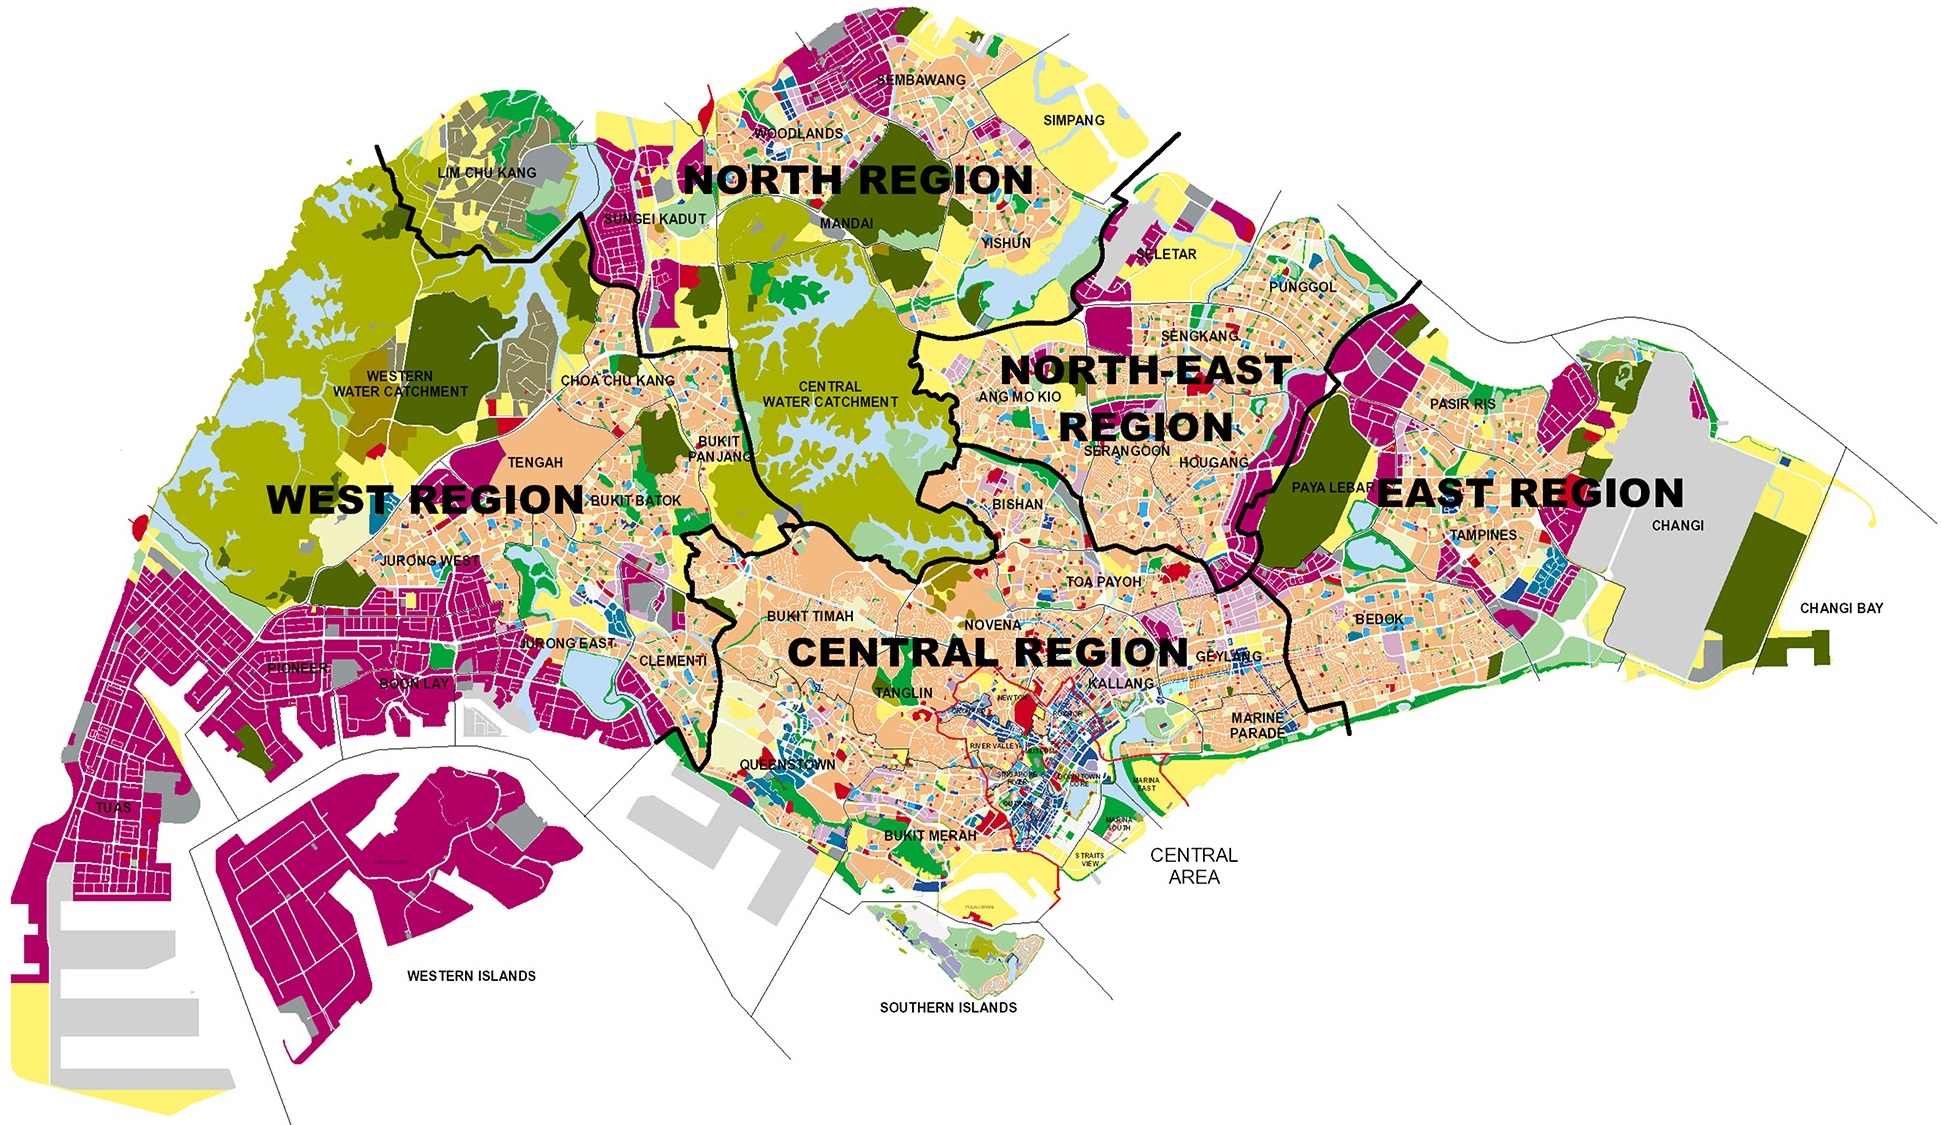 SEMBAWANG
SIMPANG
WOODLANDS
LIM CHU KANG
NORTH REGION
SUNGEI KADUT
MANDAI
YISHUN
SELETAR
PUNGGOL
SENGKANG
NORTH-EAST
REGION
ANG MO KIO
SERANGOON
HOUGANG
CHOA CHU KANG
WESTERN
WATER CATCHMENT
CENTRAL
WATER CATCHMENT
PASIR RIS
BUKIT
PANJANG
TENGAH
WEST REGION
BUKIT BATOK
BISHAN
PAYA LEBAR
EAST REGION
CHANGI
TAMPINES
JURONG WEST
TOA PAYOH
BUKIT TIMAH
NOVENA
BEDOK
CHANGI BAY
JURONG EAST
CENTRAL REGION
GEYLANG
CLEMENTI
PIONEER
BOON LAY
KALLANG
TANGLIN
NEWTON
MARINE
PARADE
RIVER VALLEY
MUSEUM
QUEENSTOWN
SINGAPORE
RIVER
DOWNTOWN
CORE
MARINA
EAST
OUTRAM
TUAS
MARINA
SOUTH
BUKIT MERAH
STRAITS
VIEW
CENTRAL
AREA
PULAU BRANI
WESTERN ISLANDS
SOUTHERN ISLANDS